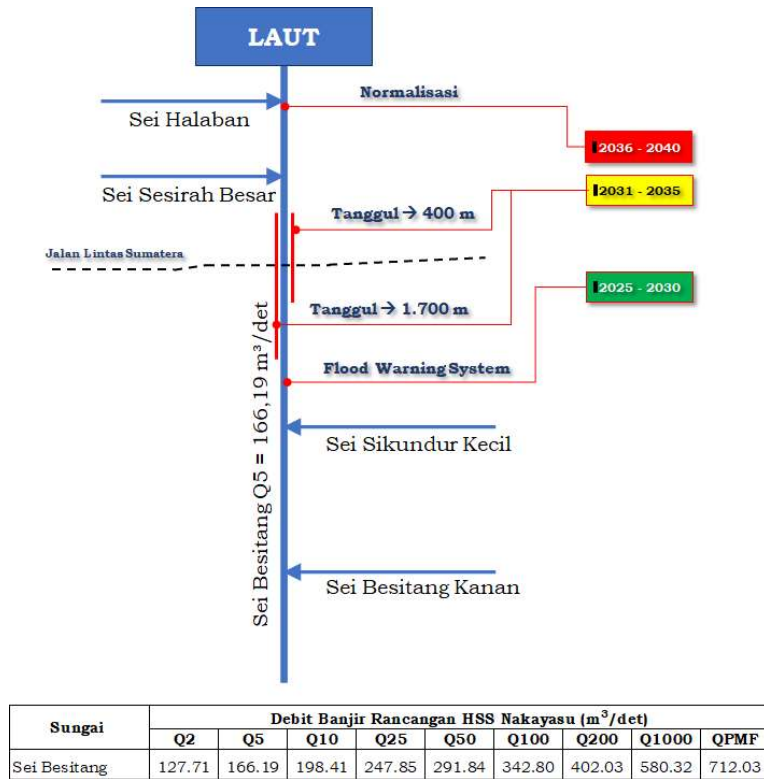 LAUT
Normalisasi
Sei Halaban
2036 - 2040
Sei Sesirah Besar
2031 - 2035
Tanggul → 400 m
Jalan Lintas Sumatera
2025 - 2030
Tanggul → 1.700 m
Flood Warning System
Sei Besitang Q5 = 166,19 m³/det
Sei Sikundur Kecil
Sei Besitang Kanan
Sungai
Debit Banjir Rancangan HSS Nakayasu (m³/det)
Q2 Q5 Q10 Q25 Q50 Q100 Q200 Q1000 QPMF
Sei Besitang 127.71 166.19 198.41 247.85 291.84 342.80 402.03 580.32 712.03